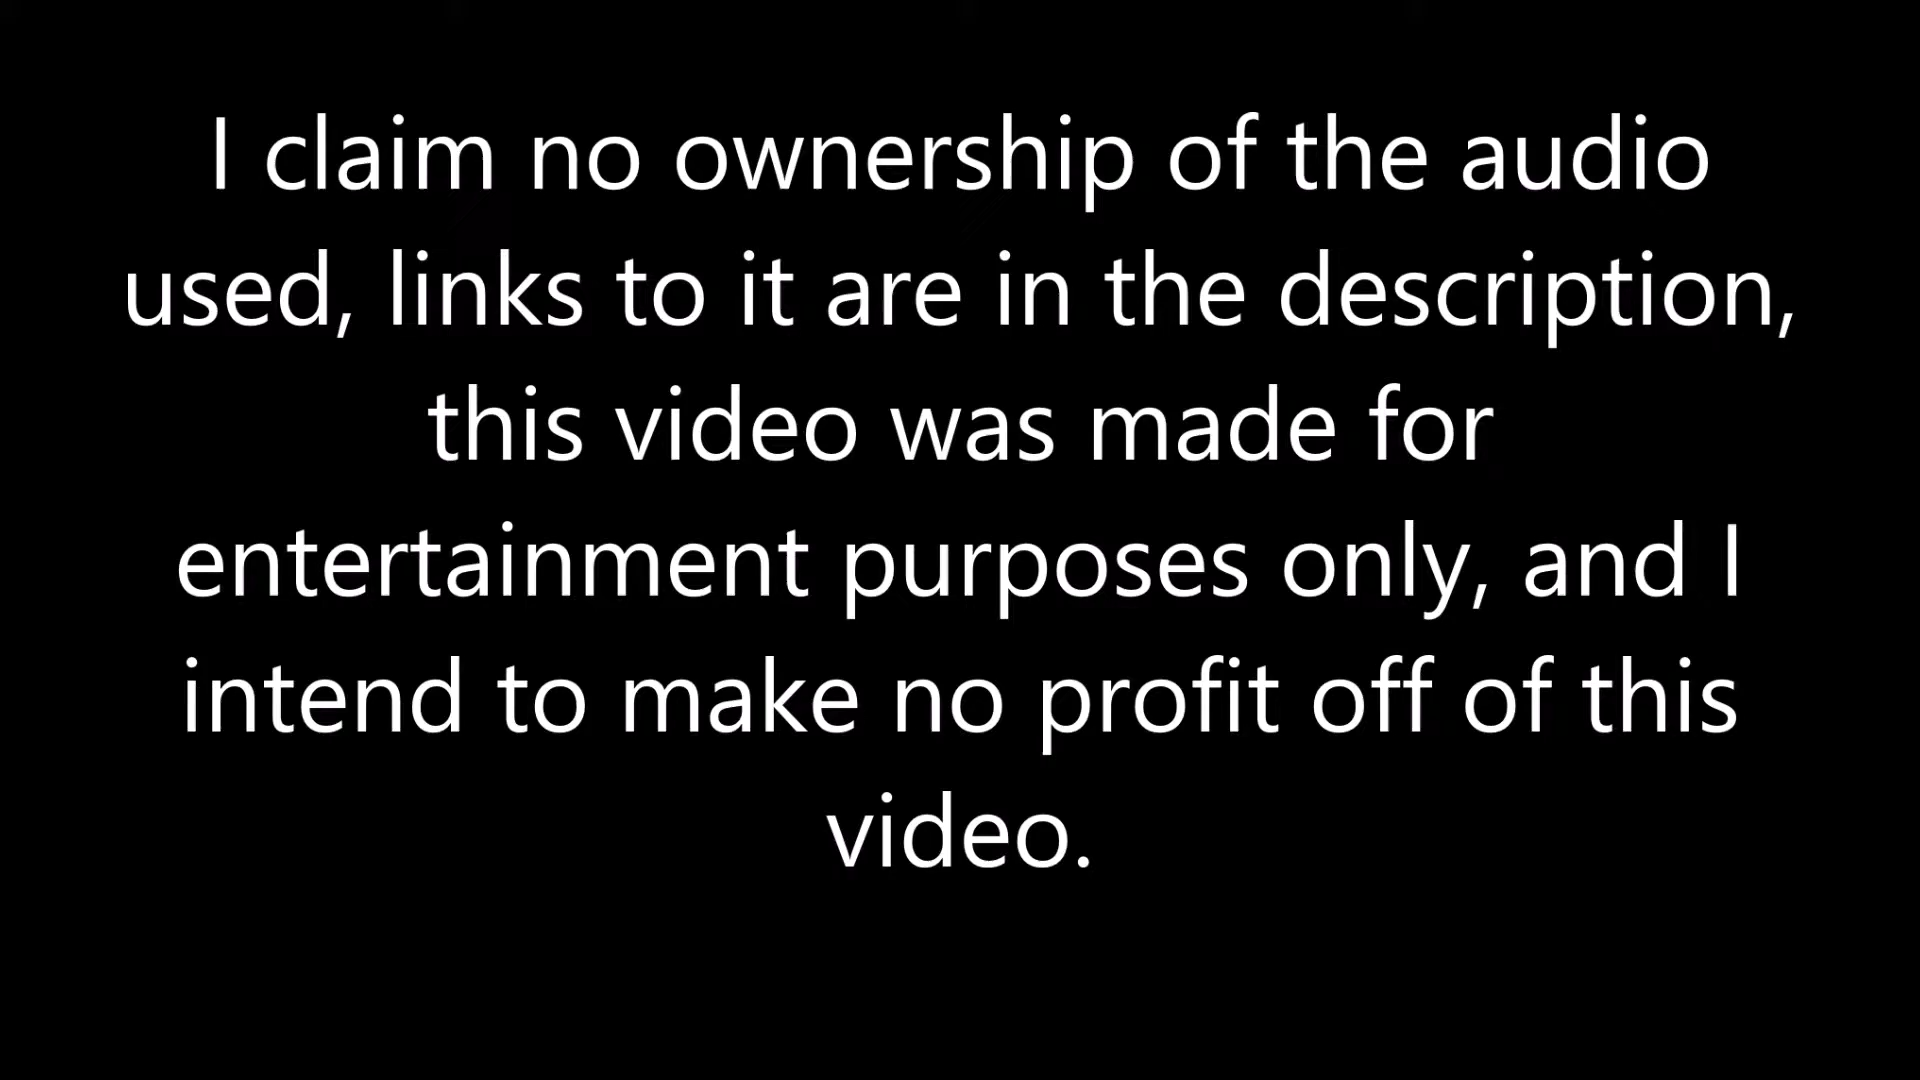 I claim no ownership of the audio
used, links to it are in the description,
this video was made for
entertainment purposes only, and I
intend to make no profit off of this
video.